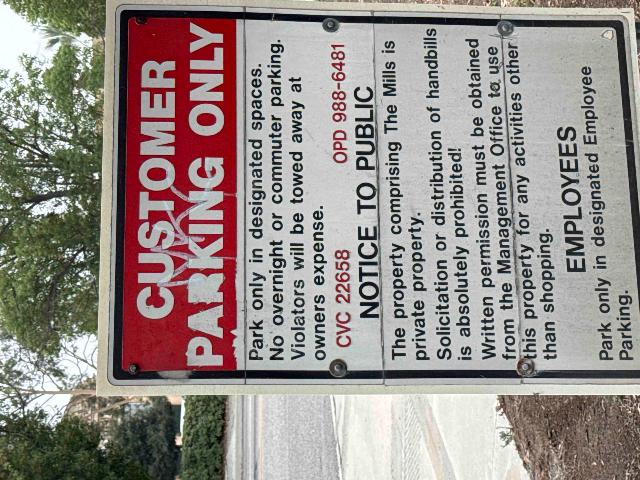 CUSTOMER
PARKING ONLY
Park only in designated spaces.
No overnight or commuter parking.
Violators will be towed away at
owners expense.
CVC 22658 OPD 988-6481
NOTICE TO PUBLIC
The property comprising The Mills is
private property.
Solicitation or distribution of handbills
is absolutely prohibited!
Written permission must be obtained
from the Management Office to use
this property for any activities other
than shopping.
EMPLOYEES
Park only in designated Employee
Parking.